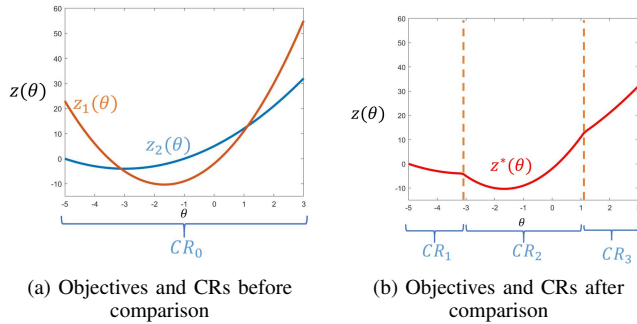 60
50
40
30
20
10
0
-10
z(θ)
z₁(θ)
z₂(θ)
-5 -4 -3 -2 -1 0 1 2 3
θ
CR₀
(a) Objectives and CRs before
comparison
60
50
40
30
20
10
0
-10
z(θ)
z*(θ)
-5 -4 -3 -2 -1 0 1 2 3
θ
CR₁ CR₂ CR₃
(b) Objectives and CRs after
comparison